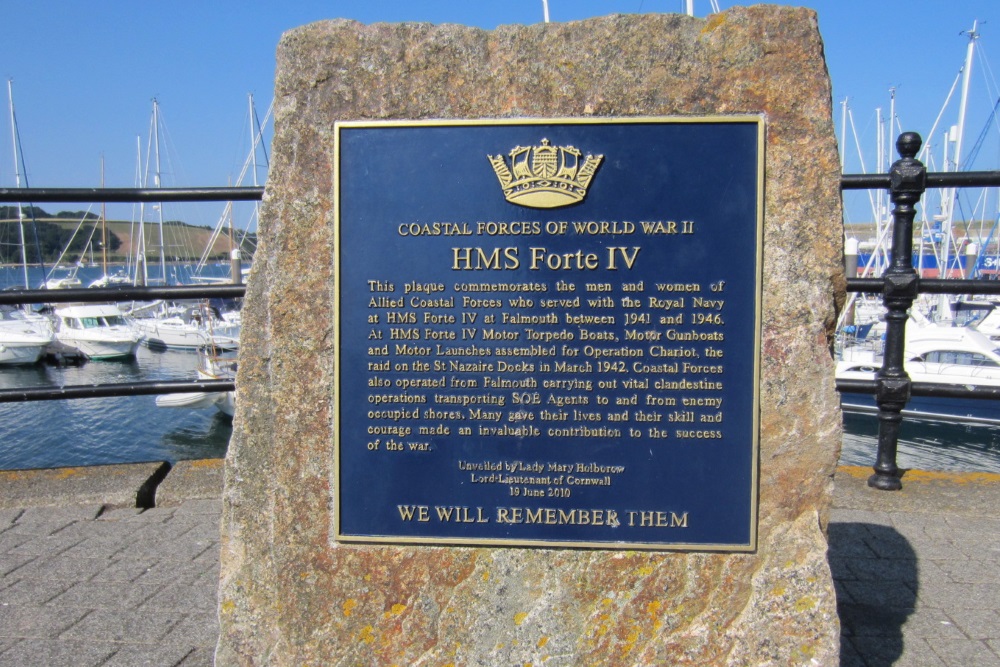 COASTAL FORCES OF WORLD WAR II
HMS Forte IV
This plaque commemorates the men and women of
Allied Coastal Forces who served with the Royal Navy
at HMS Forte IV at Falmouth between 1941 and 1946.
At HMS Forte IV Motor Torpedo Boats, Motor Gunboats
and Motor Launches assembled for Operation Chariot, the
raid on the St Nazaire Docks in March 1942. Coastal Forces
also operated from Falmouth carrying out vital clandestine
operations transporting SOE Agents to and from enemy
occupied shores. Many gave their lives and their skill and
courage made an invaluable contribution to the success
of the war.
Unveiled by Lady Mary Holborow
Lord-Lieutenant of Cornwall
19 June 2010
WE WILL REMEMBER THEM